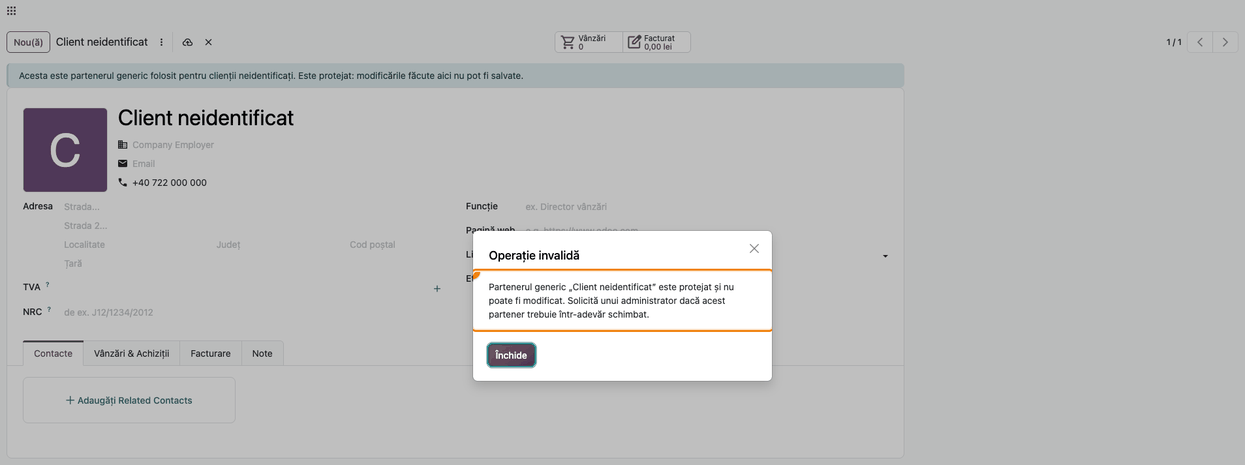 Nou(ă)
Client neidentificat
Vânzări
0
Facturat
0,00 lei
1 / 1
Acesta este partenerul generic folosit pentru clienții neidentificați. Este protejat: modificările făcute aici nu pot fi salvate.
C
Client neidentificat
Company Employer
Email
+40 722 000 000
Adresa
Strada...
Strada 2...
Localitate
Județ
Cod poștal
Țară
TVA ?
NRC ?
de ex. J12/1234/2012
Funcție
ex. Director vânzări
Pagină web
Operație invalidă
Partenerul generic „Client neidentificat” este protejat și nu
poate fi modificat. Solicită unui administrator dacă acest
partener trebuie într-adevăr schimbat.
Închide
Contacte
Vânzări & Achiziții
Facturare
Note
+ Adaugăți Related Contacts